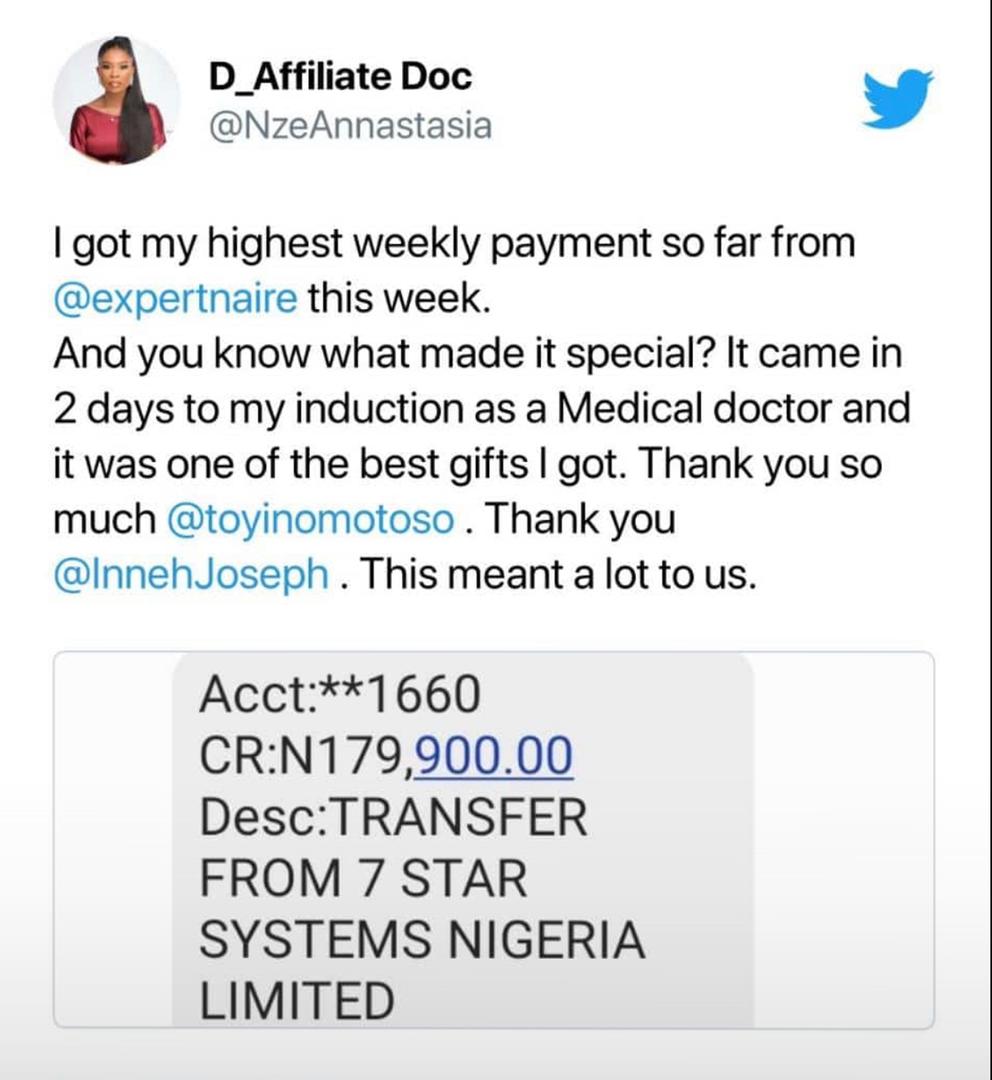 D_Affiliate Doc
@NzeAnnastasia
I got my highest weekly payment so far from
@expertnaire this week.
And you know what made it special? It came in
2 days to my induction as a Medical doctor and
it was one of the best gifts I got. Thank you so
much @toyinomotoso . Thank you
@InnehJoseph . This meant a lot to us.
Acct:**1660
CR:N179,900.00
Desc:TRANSFER
FROM 7 STAR
SYSTEMS NIGERIA
LIMITED